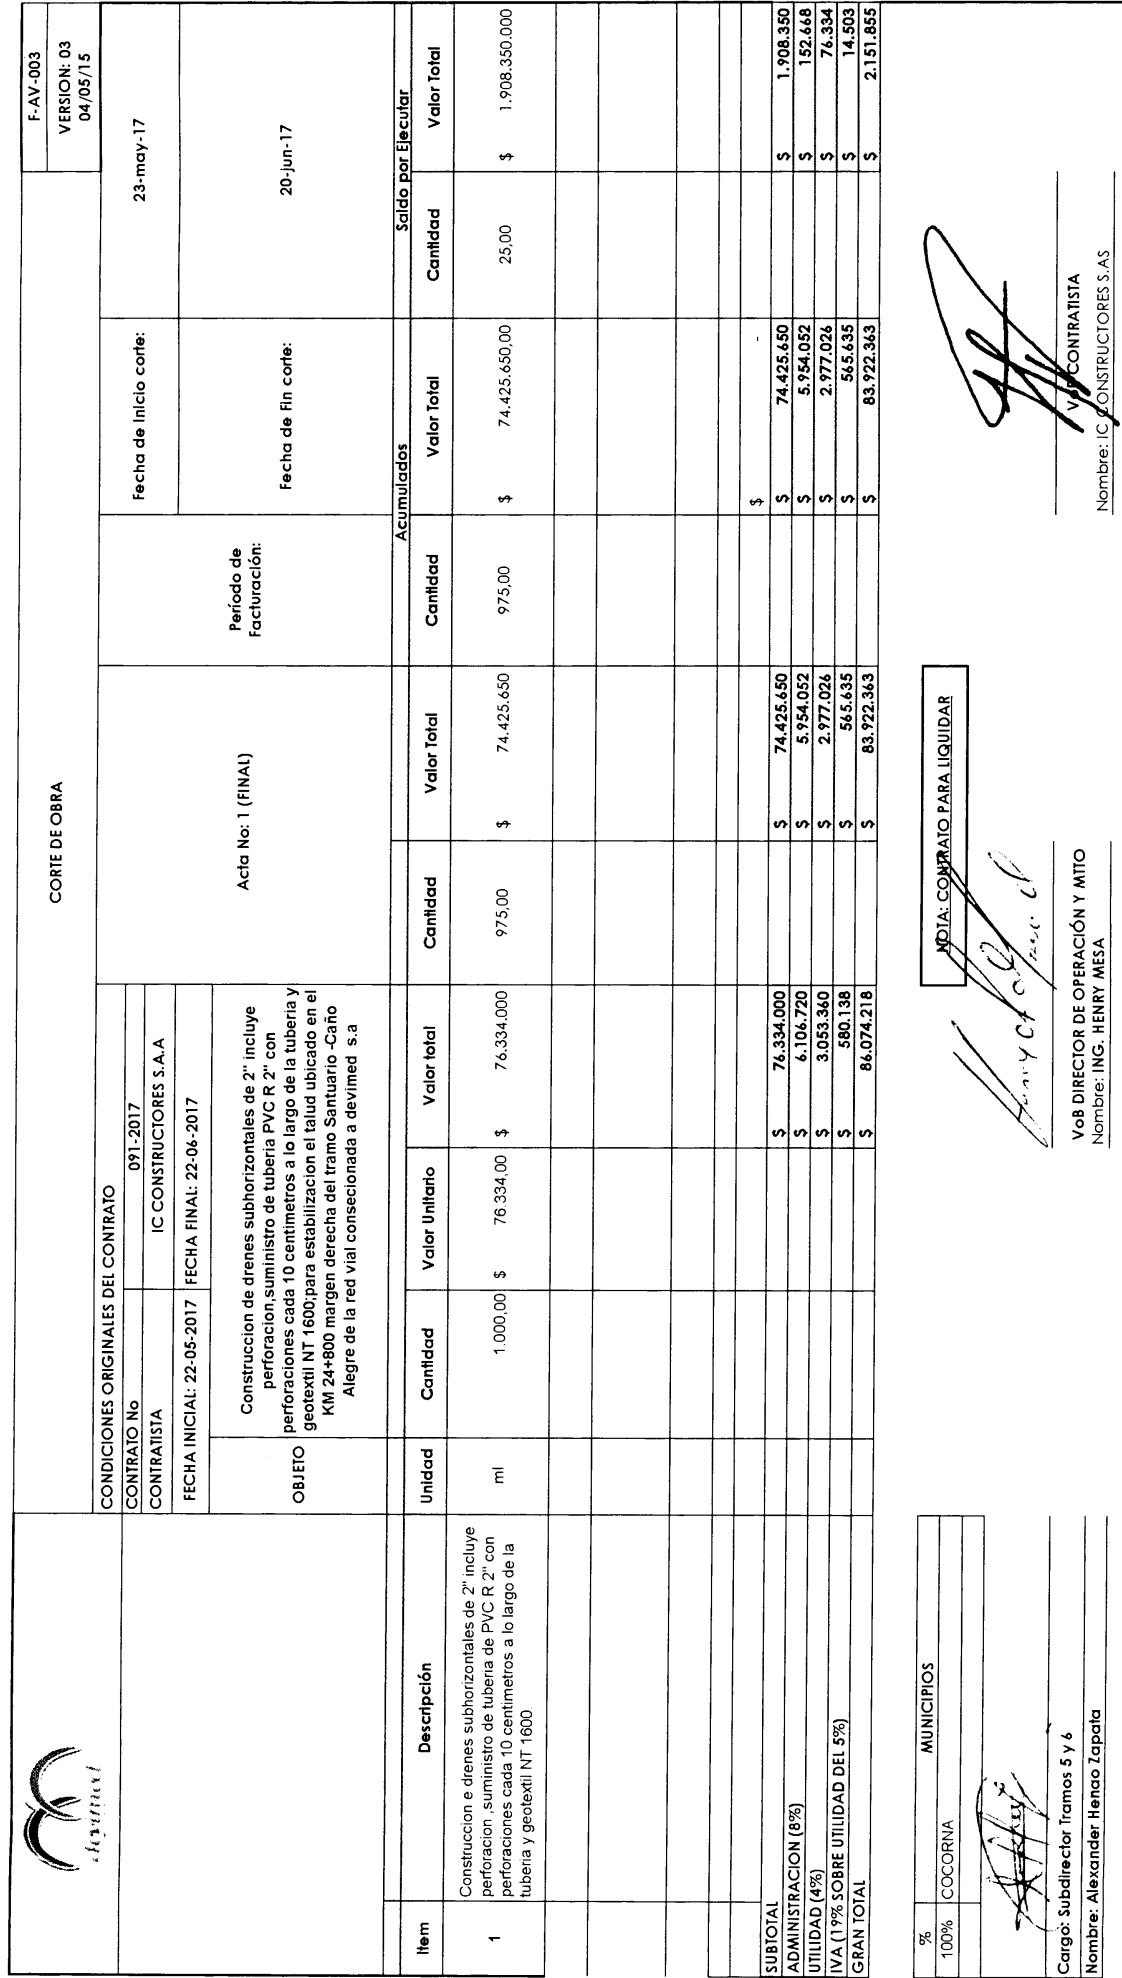 devimed
CORTE DE OBRA
F-AV-003
VERSION: 03
04/05/15
CONDICIONES ORIGINALES DEL CONTRATO
CONTRATO No 091-2017
CONTRATISTA IC CONSTRUCTORES S.A.A
FECHA INICIAL: 22-05-2017 FECHA FINAL: 22-06-2017
OBJETO
Construccion de drenes subhorizontales de 2" incluye
perforacion,suministro de tuberia PVC R 2" con
perforaciones cada 10 centimetros a lo largo de la tuberia y
geotextil NT 1600;para estabilizacion el talud ubicado en el
KM 24+800 margen derecha del tramo Santuario -Caño
Alegre de la red vial consecionada a devimed s.a
Acta No: 1 (FINAL)
Período de
Facturación:
Fecha de Inicio corte: 23-may-17
Fecha de Fin corte: 20-jun-17
Acumulados Saldo por Ejecutar
Item Descripción Unidad Cantidad Valor Unitario Valor total Cantidad Valor Total Cantidad Valor Total Cantidad Valor Total
1
Construccion e drenes subhorizontales de 2" incluye
perforacion ,suministro de tuberia de PVC R 2" con
perforaciones cada 10 centimetros a lo largo de la
tuberia y geotextil NT 1600.
ml 1.000,00 $ 76.334,00 $ 76.334.000 975,00 $ 74.425.650 975,00 $ 74.425.650,00 25,00 $ 1.908.350.000
$ -
SUBTOTAL $ 76.334.000 $ 74.425.650 $ 74.425.650 $ 1.908.350
ADMINISTRACION (8%) $ 6.106.720 $ 5.954.052 $ 5.954.052 $ 152.668
UTILIDAD (4%) $ 3.053.360 $ 2.977.026 $ 2.977.026 $ 76.334
IVA (19% SOBRE UTILIDAD DEL 5%) $ 580.138 $ 565.635 $ 565.635 $ 14.503
GRAN TOTAL $ 86.074.218 $ 83.922.363 $ 83.922.363 $ 2.151.855
% MUNICIPIOS
100% COCORNA
NOTA: CONTRATO PARA LIQUIDAR
Cargo: Subdirector Tramos 5 y 6
Nombre: Alexander Henao Zapata
VoB DIRECTOR DE OPERACIÓN Y MTTO
Nombre: ING. HENRY MESA
VoB CONTRATISTA
Nombre: IC CONSTRUCTORES S.AS